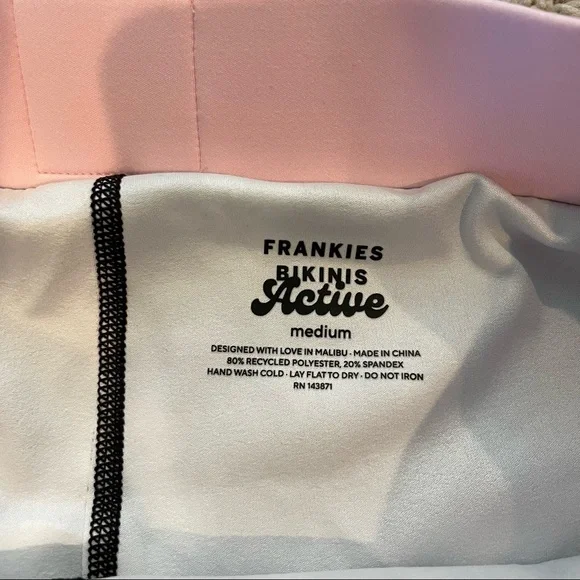 FRANKIES
BIKINIS
Active
medium
DESIGNED WITH LOVE IN MALIBU · MADE IN CHINA
80% RECYCLED POLYESTER, 20% SPANDEX
HAND WASH COLD · LAY FLAT TO DRY · DO NOT IRON
RN 143871